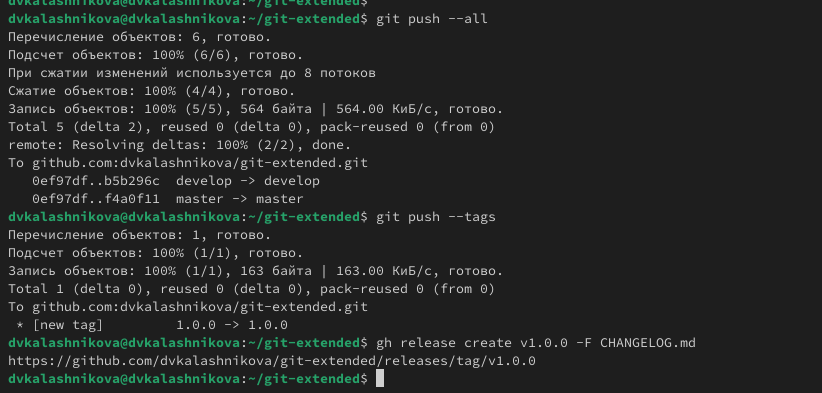 dvkalashnikova@dvkalashnikova:~/git-extended$
dvkalashnikova@dvkalashnikova:~/git-extended$ git push --all
Перечисление объектов: 6, готово.
Подсчет объектов: 100% (6/6), готово.
При сжатии изменений используется до 8 потоков
Сжатие объектов: 100% (4/4), готово.
Запись объектов: 100% (5/5), 564 байта | 564.00 КиБ/с, готово.
Total 5 (delta 2), reused 0 (delta 0), pack-reused 0 (from 0)
remote: Resolving deltas: 100% (2/2), done.
To github.com:dvkalashnikova/git-extended.git
   0ef97df..b5b296c  develop -> develop
   0ef97df..f4a0f11  master -> master
dvkalashnikova@dvkalashnikova:~/git-extended$ git push --tags
Перечисление объектов: 1, готово.
Подсчет объектов: 100% (1/1), готово.
Запись объектов: 100% (1/1), 163 байта | 163.00 КиБ/с, готово.
Total 1 (delta 0), reused 0 (delta 0), pack-reused 0 (from 0)
To github.com:dvkalashnikova/git-extended.git
 * [new tag]         1.0.0 -> 1.0.0
dvkalashnikova@dvkalashnikova:~/git-extended$ gh release create v1.0.0 -F CHANGELOG.md
https://github.com/dvkalashnikova/git-extended/releases/tag/v1.0.0
dvkalashnikova@dvkalashnikova:~/git-extended$